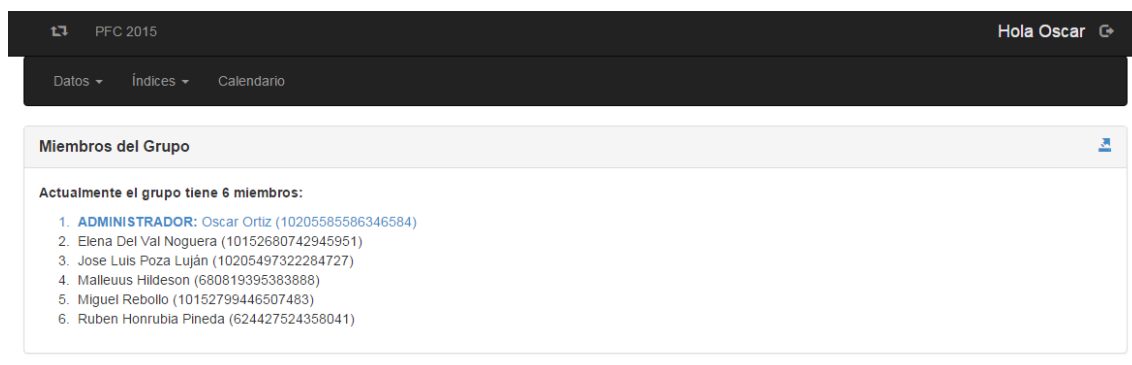 PFC 2015 Hola Oscar
Datos Índices Calendario
Miembros del Grupo
Actualmente el grupo tiene 6 miembros:
1. ADMINISTRADOR: Oscar Ortiz (10205585586346584)
2. Elena Del Val Noguera (10152680742945951)
3. Jose Luis Poza Luján (10205497322284727)
4. Malleuus Hildeson (680819395383888)
5. Miguel Rebollo (10152799446507483)
6. Ruben Honrubia Pineda (624427524358041)